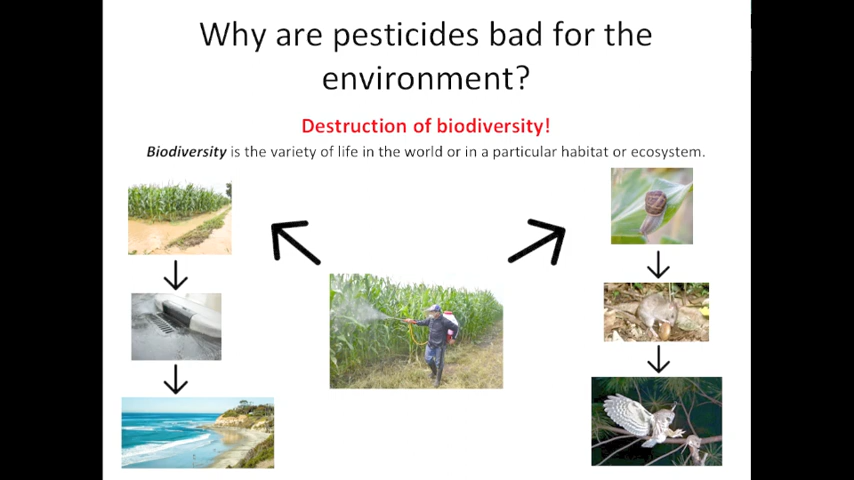 Why are pesticides bad for the
environment?
Destruction of biodiversity!
Biodiversity is the variety of life in the world or in a particular habitat or ecosystem.